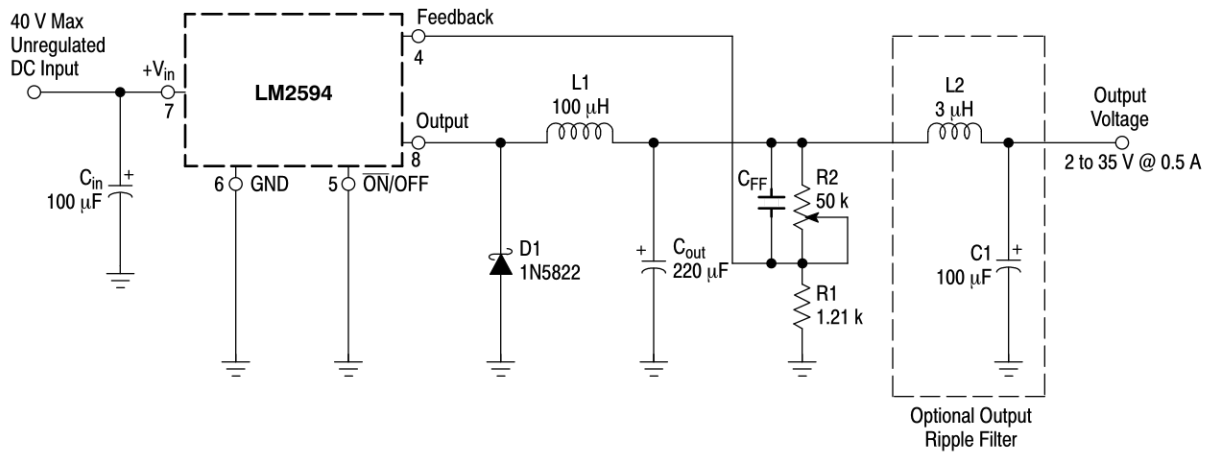 40 V Max
Unregulated
DC Input
+Vin
7
LM2594
Feedback
4
Output
8
6
GND
5
O̅N̅/OFF
Cin
100 μF
+
L1
100 μH
D1
1N5822
+
Cout
220 μF
CFF
R2
50 k
R1
1.21 k
L2
3 μH
C1
100 μF
+
Output
Voltage
2 to 35 V @ 0.5 A
Optional Output
Ripple Filter